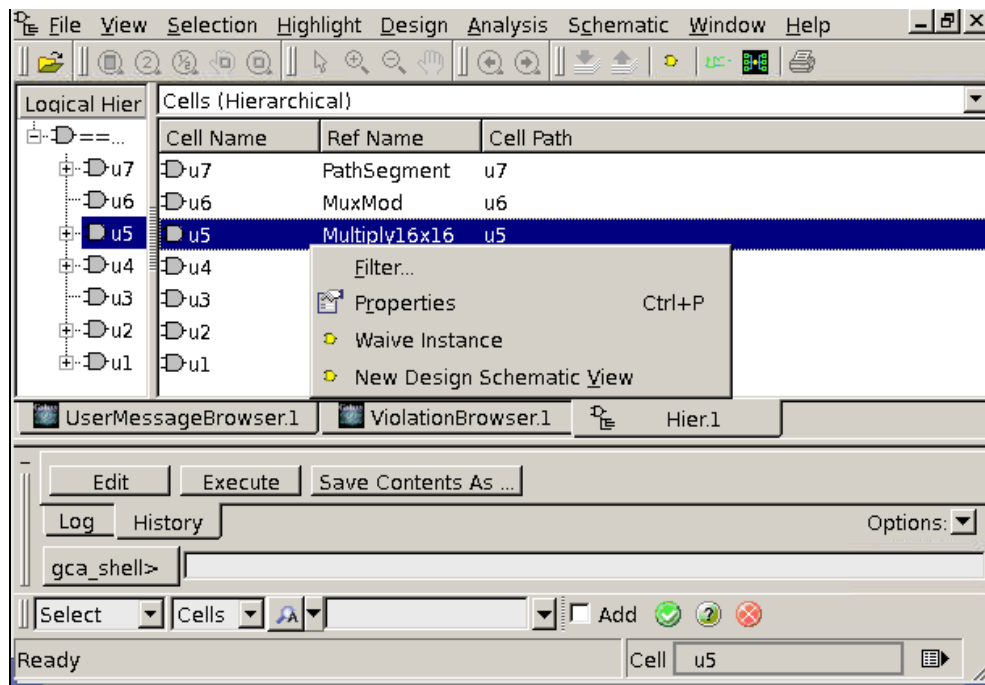 File View Selection Highlight Design Analysis Schematic Window Help
Logical Hier Cells (Hierarchical)
==... Cell Name Ref Name Cell Path
u7 u7 PathSegment u7
u6 u6 MuxMod u6
u5 u5 Multiply16x16 u5
u4 u4 Filter...
u3 u3 Properties Ctrl+P
u2 u2 Waive Instance
u1 u1 New Design Schematic View
UserMessageBrowser.1 ViolationBrowser.1 Hier.1
Edit Execute Save Contents As ...
Log History Options:
gca_shell>
Select Cells Add
Ready Cell u5